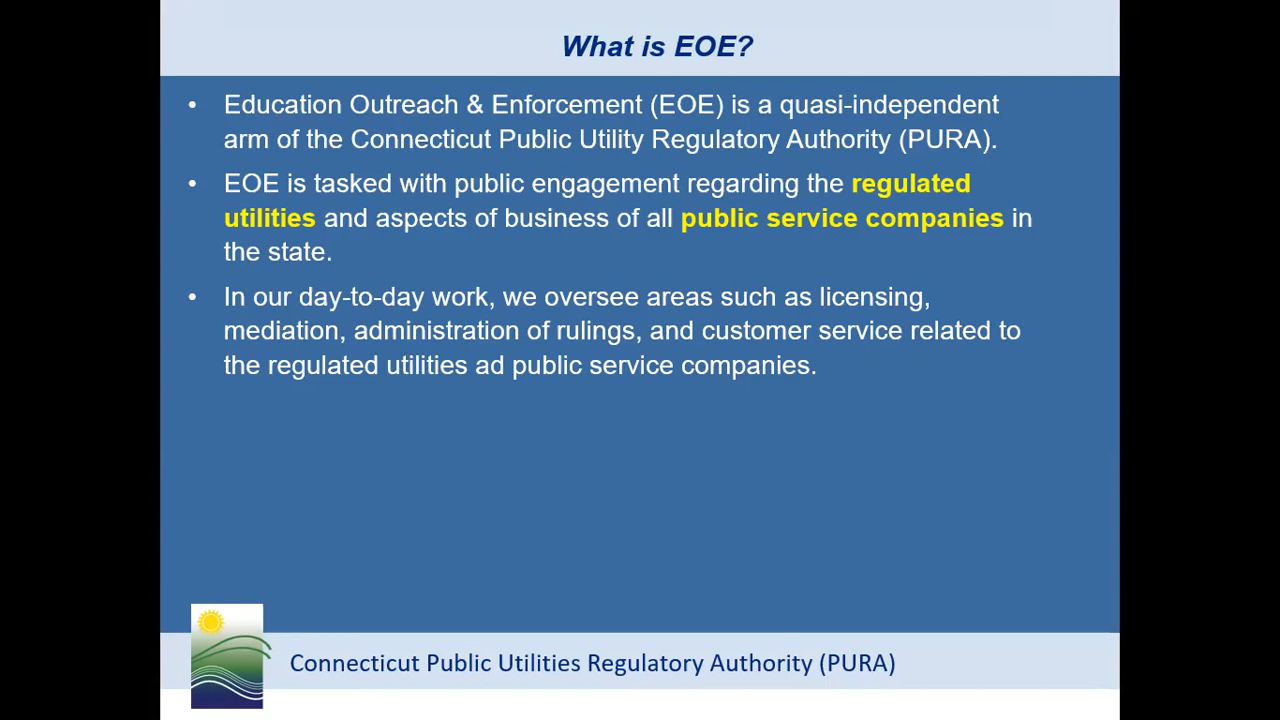 What is EOE?
• Education Outreach & Enforcement (EOE) is a quasi-independent
arm of the Connecticut Public Utility Regulatory Authority (PURA).
• EOE is tasked with public engagement regarding the regulated
utilities and aspects of business of all public service companies in
the state.
• In our day-to-day work, we oversee areas such as licensing,
mediation, administration of rulings, and customer service related to
the regulated utilities ad public service companies.
Connecticut Public Utilities Regulatory Authority (PURA)